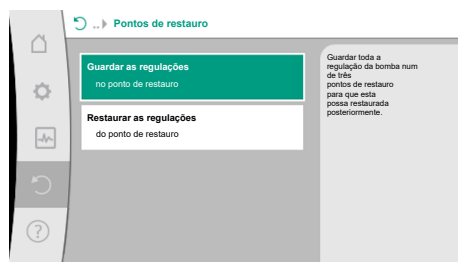 ..▸ Pontos de restauro
Guardar as regulações
no ponto de restauro
Restaurar as regulações
do ponto de restauro
Guardar toda a
regulação da bomba num
de três
pontos de restauro
para que esta
possa restaurada
posteriormente.
?